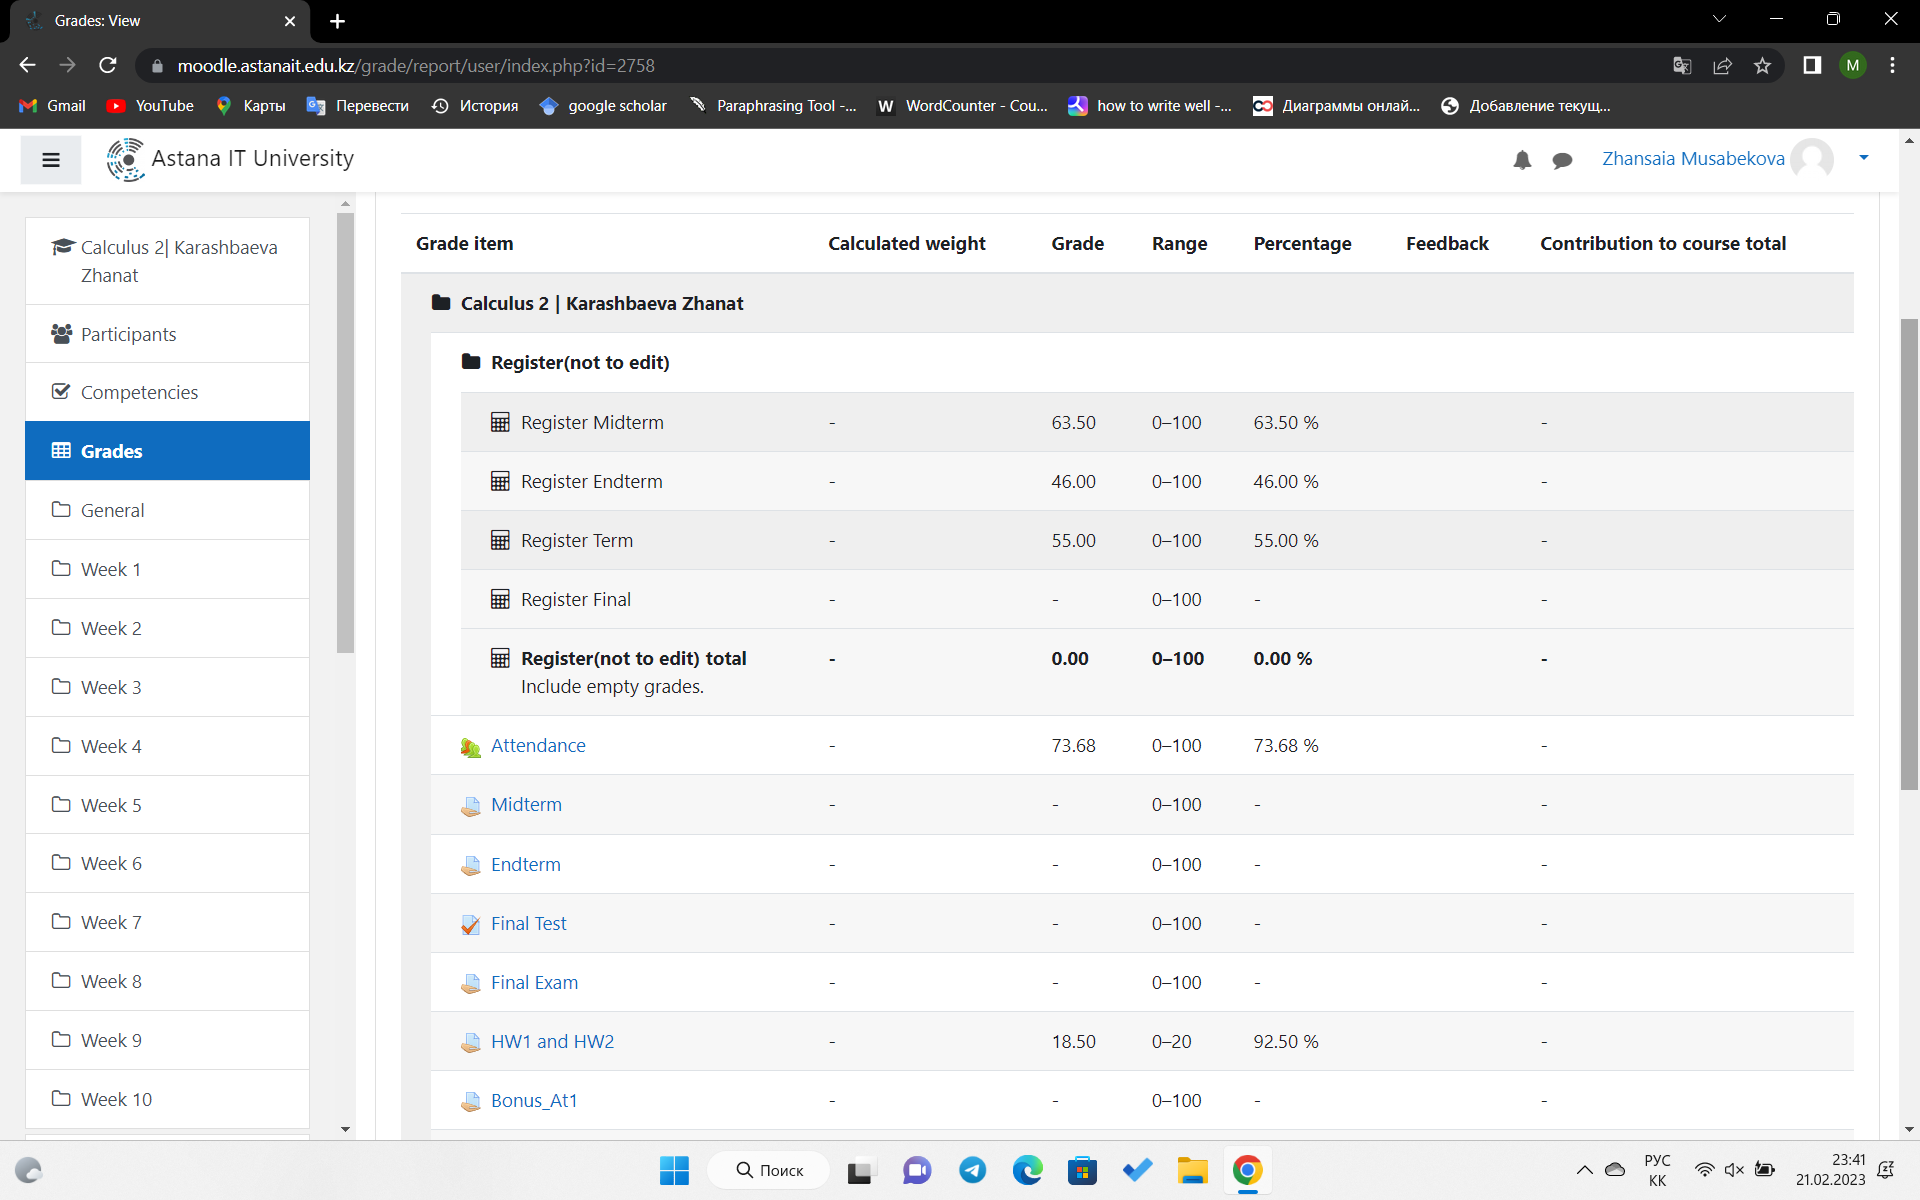 Grades: View
moodle.astanait.edu.kz/grade/report/user/index.php?id=2758
M
Gmail YouTube Карты Перевести История google scholar Paraphrasing Tool -... WordCounter - Cou... how to write well -... Диаграммы онлай... Добавление текущ...
Astana IT University
Zhansaia Musabekova
Calculus 2| Karashbaeva
Zhanat
Participants
Competencies
Grades
General
Week 1
Week 2
Week 3
Week 4
Week 5
Week 6
Week 7
Week 8
Week 9
Week 10
Grade item Calculated weight Grade Range Percentage Feedback Contribution to course total
Calculus 2 | Karashbaeva Zhanat
Register(not to edit)
Register Midterm - 63.50 0–100 63.50 % -
Register Endterm - 46.00 0–100 46.00 % -
Register Term - 55.00 0–100 55.00 % -
Register Final - - 0–100 - -
Register(not to edit) total - 0.00 0–100 0.00 % -
Include empty grades.
Attendance - 73.68 0–100 73.68 % -
Midterm - - 0–100 - -
Endterm - - 0–100 - -
Final Test - - 0–100 - -
Final Exam - - 0–100 - -
HW1 and HW2 - 18.50 0–20 92.50 % -
Bonus_At1 - - 0–100 - -
Поиск
РУС
КК
23:41
21.02.2023